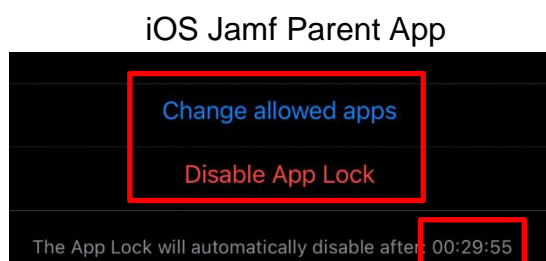 iOS Jamf Parent App
Change allowed apps
Disable App Lock
The App Lock will automatically disable after: 00:29:55